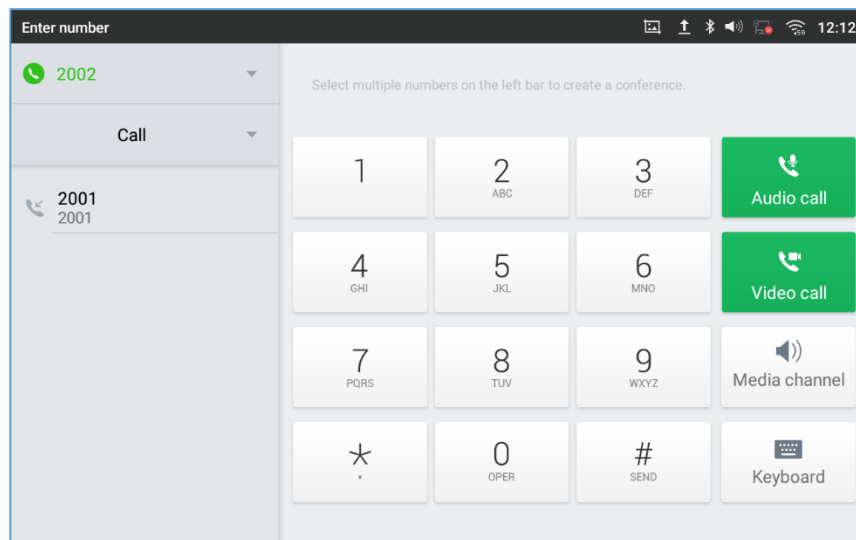 Enter number
12:12
2002
Call
2001
2001
Select multiple numbers on the left bar to create a conference.
1
2
ABC
3
DEF
Audio call
4
GHI
5
JKL
6
MNO
Video call
7
PQRS
8
TUV
9
WXYZ
Media channel
*
0
OPER
#
SEND
Keyboard